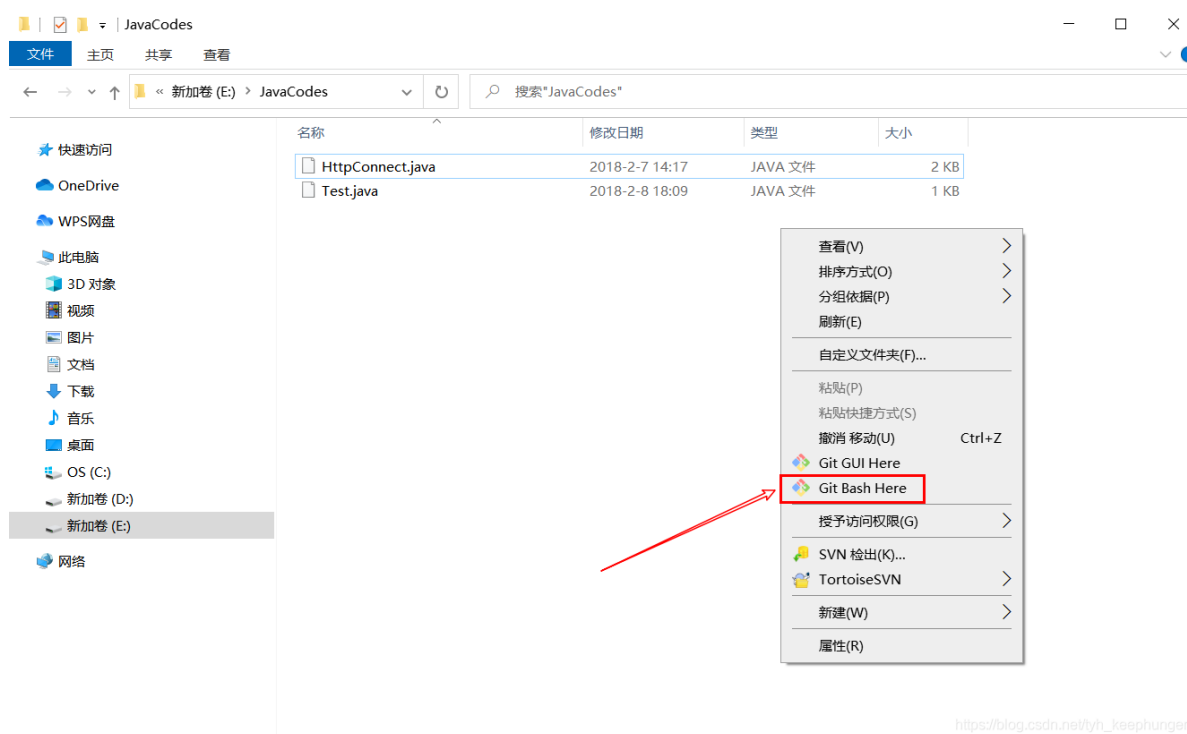 JavaCodes
文件 主页 共享 查看
« 新加卷 (E:) > JavaCodes 搜索"JavaCodes"
名称 修改日期 类型 大小
HttpConnect.java 2018-2-7 14:17 JAVA 文件 2 KB
Test.java 2018-2-8 18:09 JAVA 文件 1 KB
快速访问
OneDrive
WPS网盘
此电脑
3D 对象
视频
图片
文档
下载
音乐
桌面
OS (C:)
新加卷 (D:)
新加卷 (E:)
网络
查看(V)
排序方式(O)
分组依据(P)
刷新(E)
自定义文件夹(F)...
粘贴(P)
粘贴快捷方式(S)
撤消 移动(U) Ctrl+Z
Git GUI Here
Git Bash Here
授予访问权限(G)
SVN 检出(K)...
TortoiseSVN
新建(W)
属性(R)
https://blog.csdn.net/tyh_keephunger